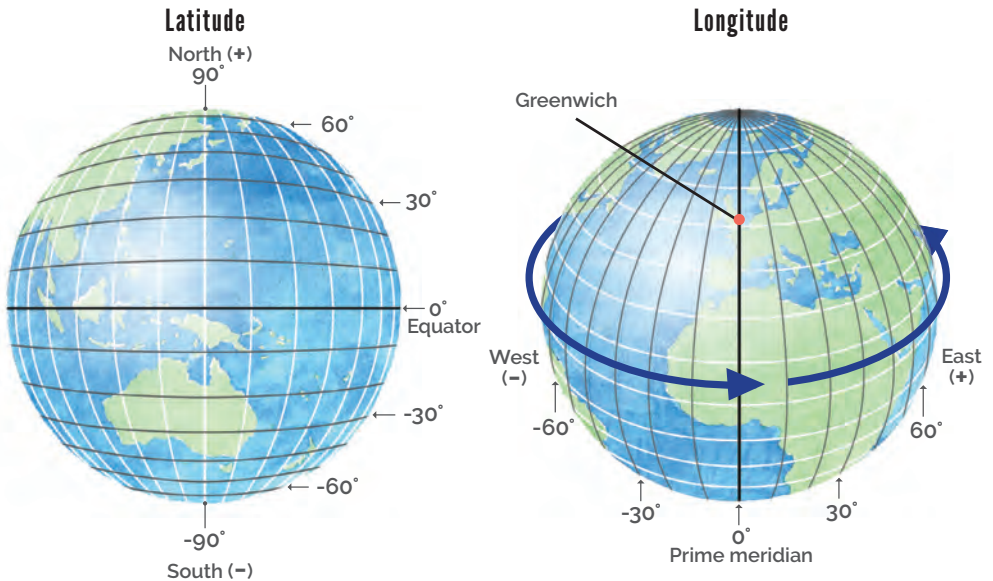 Latitude
North (+)
90°
60°
30°
0°
Equator
-30°
-60°
-90°
South (−)
Longitude
Greenwich
West
(−)
East
(+)
-60°
60°
-30°
30°
0°
Prime meridian